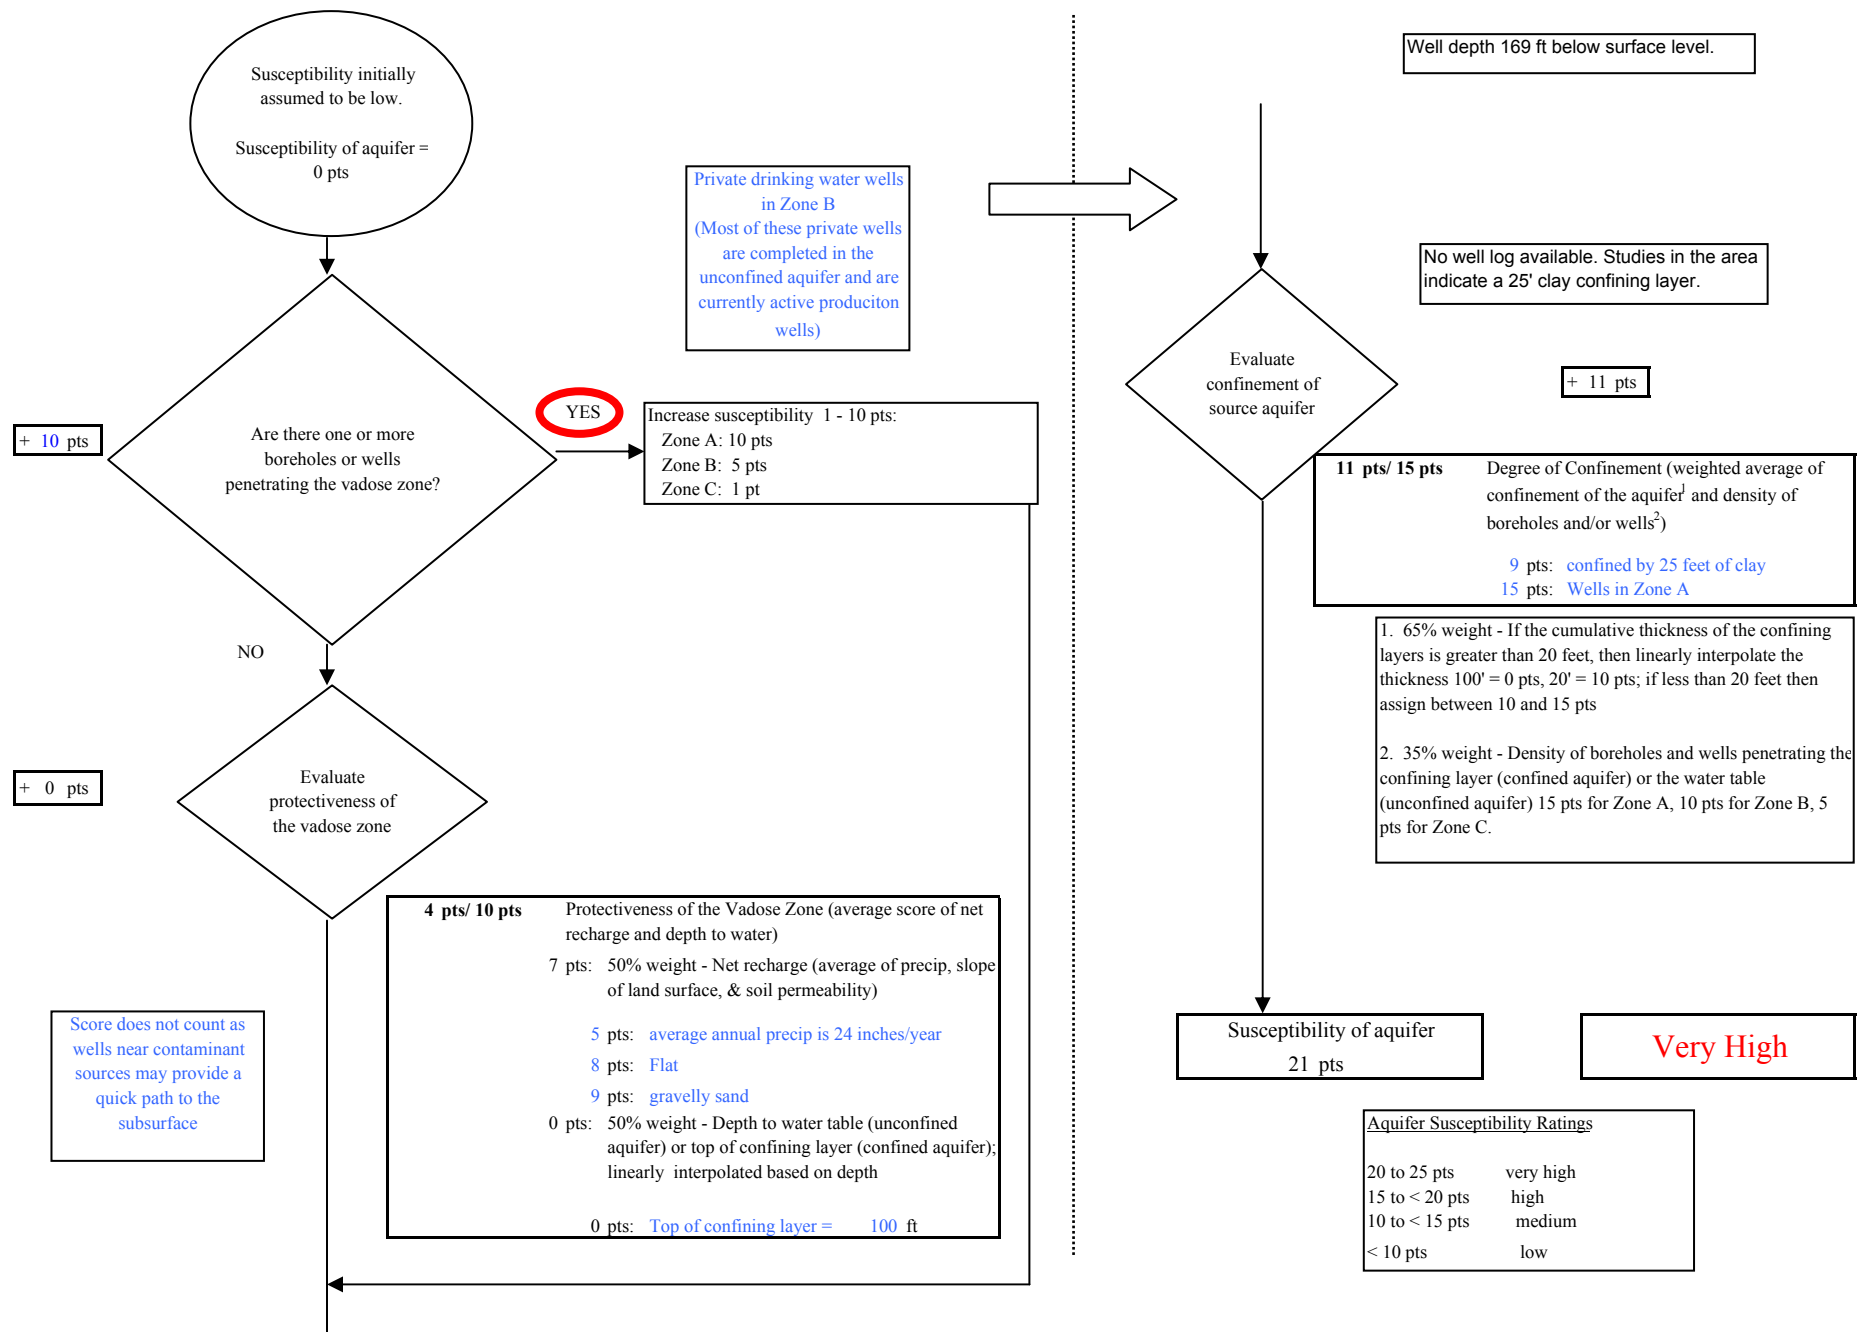 Susceptibility initially
assumed to be low.
Susceptibility of aquifer =
0 pts
Private drinking water wells
in Zone B
(Most of these private wells
are completed in the
unconfined aquifer and are
currently active produciton
wells)
YES
+ 10 pts
Are there one or more
boreholes or wells
penetrating the vadose zone?
Increase susceptibility 1 - 10 pts:
Zone A: 10 pts
Zone B: 5 pts
Zone C: 1 pt
NO
+ 0 pts
Evaluate
protectiveness of
the vadose zone
4 pts/ 10 pts Protectiveness of the Vadose Zone (average score of net
recharge and depth to water)
7 pts: 50% weight - Net recharge (average of precip, slope
of land surface, & soil permeability)
5 pts: average annual precip is 24 inches/year
8 pts: Flat
9 pts: gravelly sand
0 pts: 50% weight - Depth to water table (unconfined
aquifer) or top of confining layer (confined aquifer);
linearly interpolated based on depth
0 pts: Top of confining layer = 100 ft
Score does not count as
wells near contaminant
sources may provide a
quick path to the
subsurface
Well depth 169 ft below surface level.
No well log available. Studies in the area
indicate a 25' clay confining layer.
Evaluate
confinement of
source aquifer
+ 11 pts
11 pts/ 15 pts Degree of Confinement (weighted average of
confinement of the aquifer1 and density of
boreholes and/or wells2)
9 pts: confined by 25 feet of clay
15 pts: Wells in Zone A
1. 65% weight - If the cumulative thickness of the confining
layers is greater than 20 feet, then linearly interpolate the
thickness 100' = 0 pts, 20' = 10 pts; if less than 20 feet then
assign between 10 and 15 pts
2. 35% weight - Density of boreholes and wells penetrating the
confining layer (confined aquifer) or the water table
(unconfined aquifer) 15 pts for Zone A, 10 pts for Zone B, 5
pts for Zone C.
Susceptibility of aquifer
21 pts
Very High
Aquifer Susceptibility Ratings
20 to 25 pts very high
15 to < 20 pts high
10 to < 15 pts medium
< 10 pts low